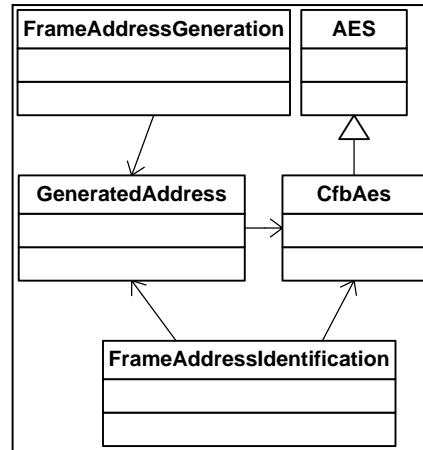 FrameAddressGeneration
AES
GeneratedAddress
CfbAes
FrameAddressIdentification